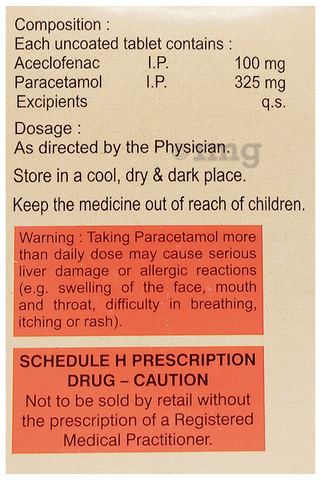 Composition :
Each uncoated tablet contains :
Aceclofenac I.P. 100 mg
Paracetamol I.P. 325 mg
Excipients q.s.
Dosage :
As directed by the Physician.
Store in a cool, dry & dark place.
Keep the medicine out of reach of children.
Warning : Taking Paracetamol more
than daily dose may cause serious
liver damage or allergic reactions
(e.g. swelling of the face, mouth
and throat, difficulty in breathing,
itching or rash).
SCHEDULE H PRESCRIPTION
DRUG – CAUTION
Not to be sold by retail without
the prescription of a Registered
Medical Practitioner.